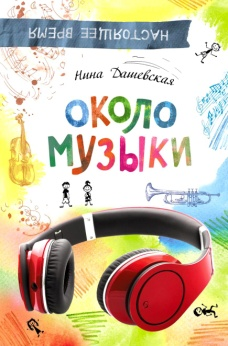 НАСТОЯЩЕЕ ВРЕМЯ
Нина Дашевская
ОКОЛО
МУЗЫКИ